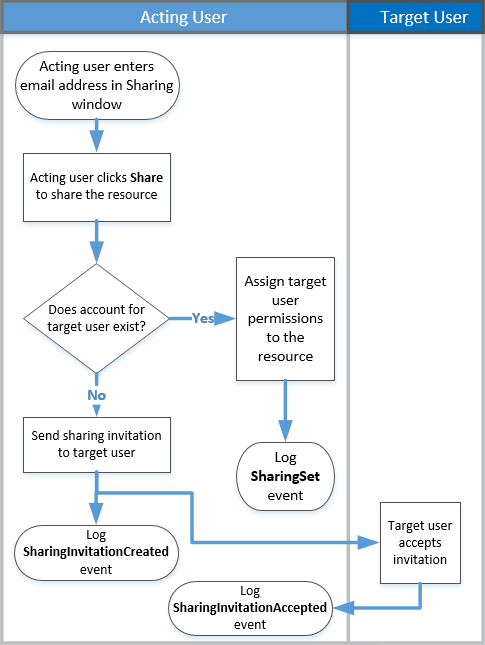 Acting User
Target User
Acting user enters
email address in Sharing
window
Acting user clicks Share
to share the resource
Does account for
target user exist?
Yes
Assign target
user
permissions
to the
resource
No
Send sharing invitation
to target user
Log
SharingSet
event
Log
SharingInvitationCreated
event
Target user
accepts
invitation
Log
SharingInvitationAccepted
event